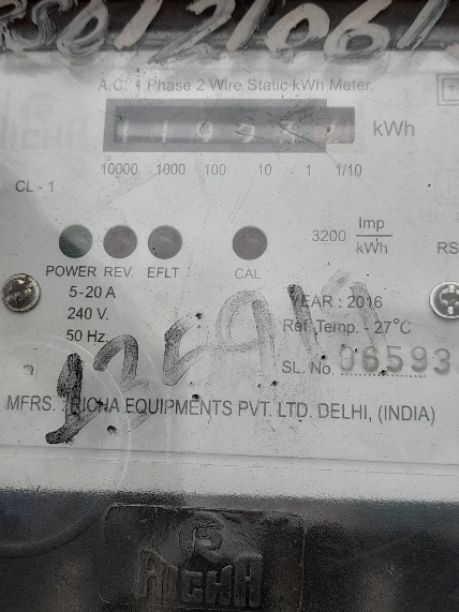 A.C. 1 Phase 2 Wire Static kWh Meter.
kWh
10000 1000 100 10 1 1/10
CL - 1
3200 Imp
kWh
POWER REV. EFLT CAL RS
5-20 A
240 V.
50 Hz.
YEAR : 2016
Ref. Temp. - 27°C
SL. No. 06593
MFRS. : RICHA EQUIPMENTS PVT. LTD. DELHI, (INDIA)
RICHA